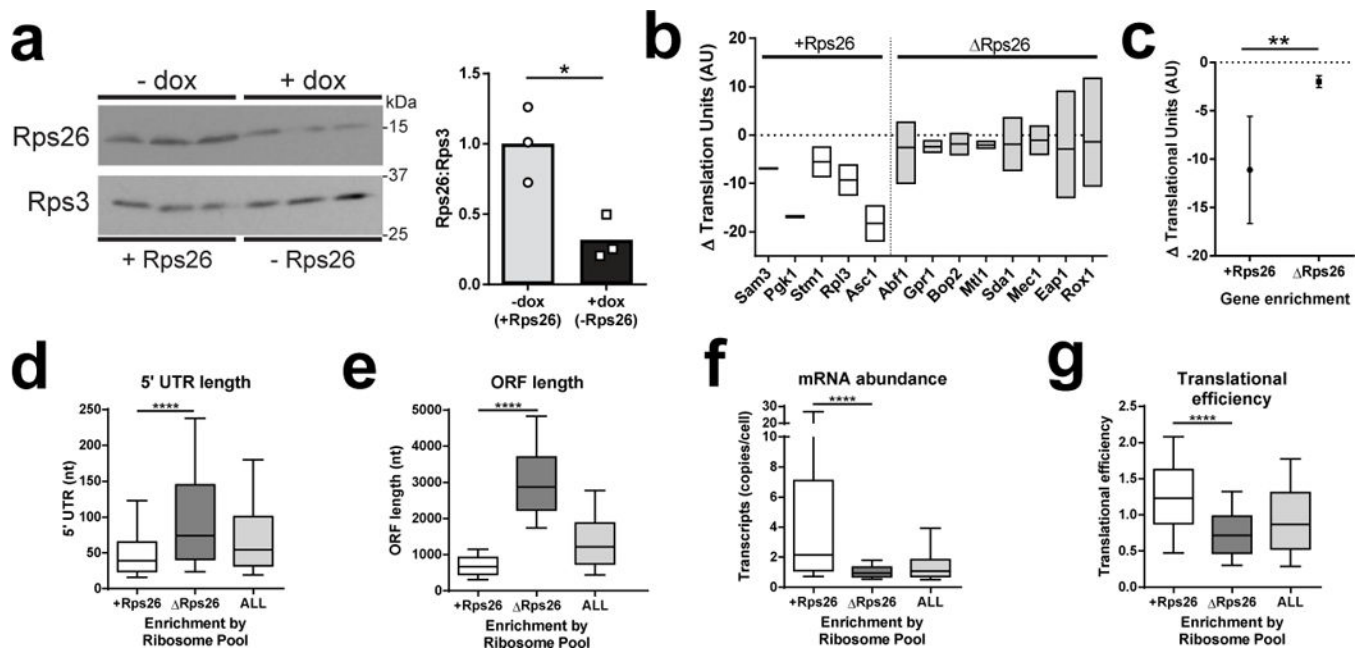 a
- dox
+ dox
kDa
Rps26
-15
Rps3
-37
-25
+ Rps26
- Rps26
Rps26:Rps3
1.5
1.0
0.5
0.0
*
-dox
(+Rps26)
+dox
(-Rps26)
b
+Rps26
ΔRps26
Δ Translation Units (AU)
20
10
0
-10
-20
Sam3
Pgk1
Stm1
Rpl3
Asc1
Abf1
Gpr1
Bop2
Mtl1
Sda1
Mec1
Eap1
Rox1
c
**
Δ Translational Units (AU)
0
-5
-10
-15
-20
+Rps26
ΔRps26
Gene enrichment
d
5' UTR length
****
5' UTR (nt)
250
200
150
100
50
0
+Rps26
ΔRps26
ALL
Enrichment by
Ribosome Pool
e
ORF length
****
ORF length (nt)
5000
4000
3000
2000
1000
0
+Rps26
ΔRps26
ALL
Enrichment by
Ribosome Pool
f
mRNA abundance
****
Transcripts (copies/cell)
30
20
10
8
6
4
2
0
+Rps26
ΔRps26
ALL
Enrichment by
Ribosome Pool
g
Translational
efficiency
****
Translational efficiency
2.5
2.0
1.5
1.0
0.5
0.0
+Rps26
ΔRps26
ALL
Enrichment by
Ribosome Pool